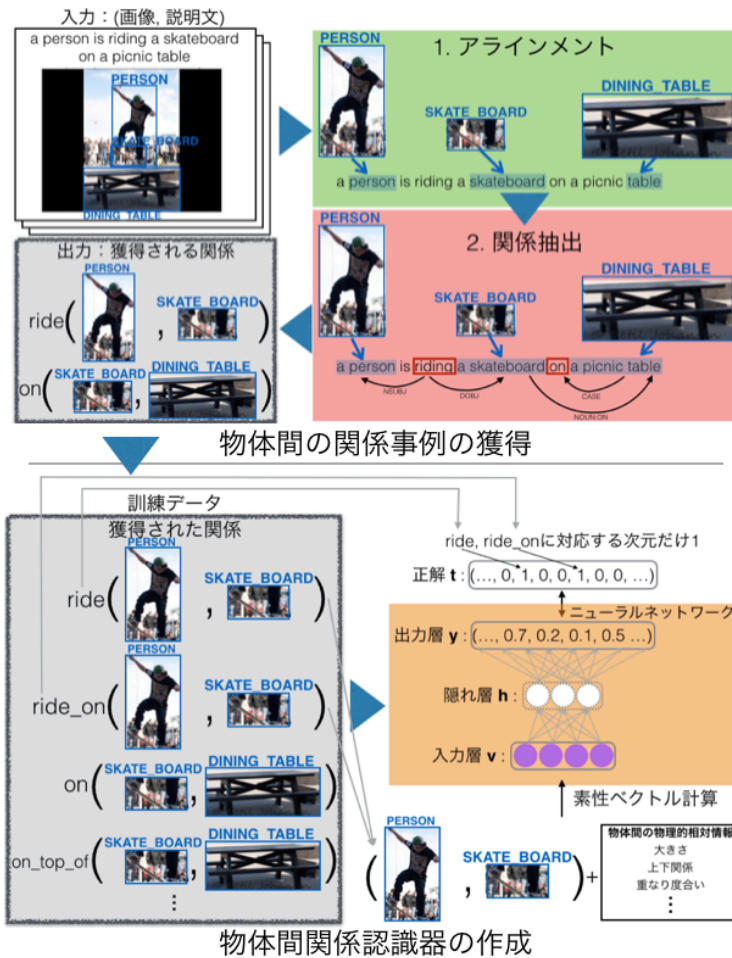 入力：(画像, 説明文)
a person is riding a skateboard
on a picnic table
PERSON
SKATE_BOARD
DINING_TABLE
1. アラインメント
PERSON
SKATE_BOARD
DINING_TABLE
a person is riding a skateboard on a picnic table
2. 関係抽出
PERSON
SKATE_BOARD
DINING_TABLE
a person is riding a skateboard on a picnic table
NSUBJ
DOBJ
CASE
NOUN:ON
出力：獲得される関係
PERSON
SKATE_BOARD
ride( , )
SKATE_BOARD
DINING_TABLE
on( , )
物体間の関係事例の獲得
訓練データ
獲得された関係
PERSON
SKATE_BOARD
ride( , )
PERSON
SKATE_BOARD
ride_on( , )
SKATE_BOARD
DINING_TABLE
on( , )
SKATE_BOARD
DINING_TABLE
on_top_of( , )
⋮
ride, ride_onに対応する次元だけ1
正解 t : (…, 0, 1, 0, 0, 1, 0, 0, …)
ニューラルネットワーク
出力層 y : (…, 0.7, 0.2, 0.1, 0.5 …)
隠れ層 h :
入力層 v :
素性ベクトル計算
PERSON
SKATE_BOARD
( , ) +
物体間の物理的相対情報
大きさ
上下関係
重なり度合い
⋮
物体間関係認識器の作成